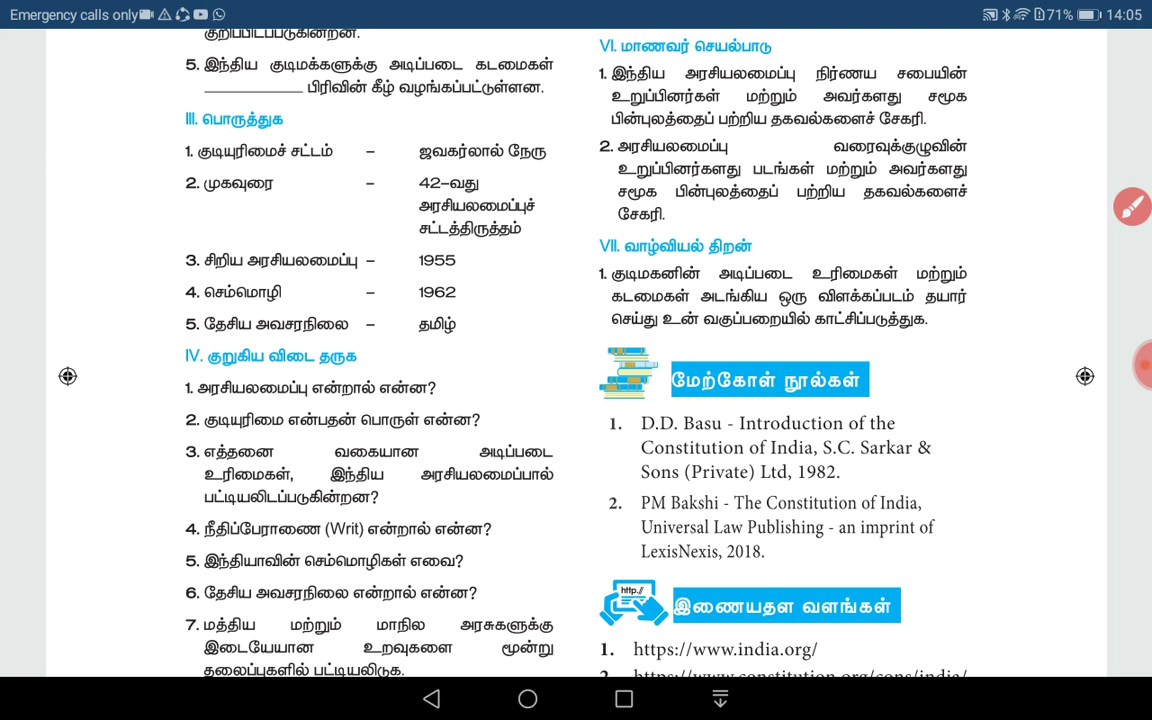 Emergency calls only
71%
14:05
குறிப்பிடப்படுகின்றன.
5. இந்திய குடிமக்களுக்கு அடிப்படை கடமைகள்
____________ பிரிவின் கீழ் வழங்கப்பட்டுள்ளன.
III. பொருத்துக
1. குடியுரிமைச் சட்டம் – ஜவகர்லால் நேரு
2. முகவுரை – 42–வது
அரசியலமைப்புச்
சட்டத்திருத்தம்
3. சிறிய அரசியலமைப்பு – 1955
4. செம்மொழி – 1962
5. தேசிய அவசரநிலை – தமிழ்
IV. குறுகிய விடை தருக
1. அரசியலமைப்பு என்றால் என்ன?
2. குடியுரிமை என்பதன் பொருள் என்ன?
3. எத்தனை வகையான அடிப்படை
உரிமைகள், இந்திய அரசியலமைப்பால்
பட்டியலிடப்படுகின்றன?
4. நீதிப்பேராணை (Writ) என்றால் என்ன?
5. இந்தியாவின் செம்மொழிகள் எவை?
6. தேசிய அவசரநிலை என்றால் என்ன?
7. மத்திய மற்றும் மாநில அரசுகளுக்கு
இடையேயான உறவுகளை மூன்று
தலைப்புகளில் பட்டியலிடுக.
VI. மாணவர் செயல்பாடு
1. இந்திய அரசியலமைப்பு நிர்ணய சபையின்
உறுப்பினர்கள் மற்றும் அவர்களது சமூக
பின்புலத்தைப் பற்றிய தகவல்களைச் சேகரி.
2. அரசியலமைப்பு வரைவுக்குழுவின்
உறுப்பினர்களது படங்கள் மற்றும் அவர்களது
சமூக பின்புலத்தைப் பற்றிய தகவல்களைச்
சேகரி.
VII. வாழ்வியல் திறன்
1. குடிமகனின் அடிப்படை உரிமைகள் மற்றும்
கடமைகள் அடங்கிய ஒரு விளக்கப்படம் தயார்
செய்து உன் வகுப்பறையில் காட்சிப்படுத்துக.
மேற்கோள் நூல்கள்
1. D.D. Basu - Introduction of the
Constitution of India, S.C. Sarkar &
Sons (Private) Ltd, 1982.
2. PM Bakshi - The Constitution of India,
Universal Law Publishing - an imprint of
LexisNexis, 2018.
http://
இணையதள வளங்கள்
1. https://www.india.org/
2. https://www.constitution.org/cons/india/